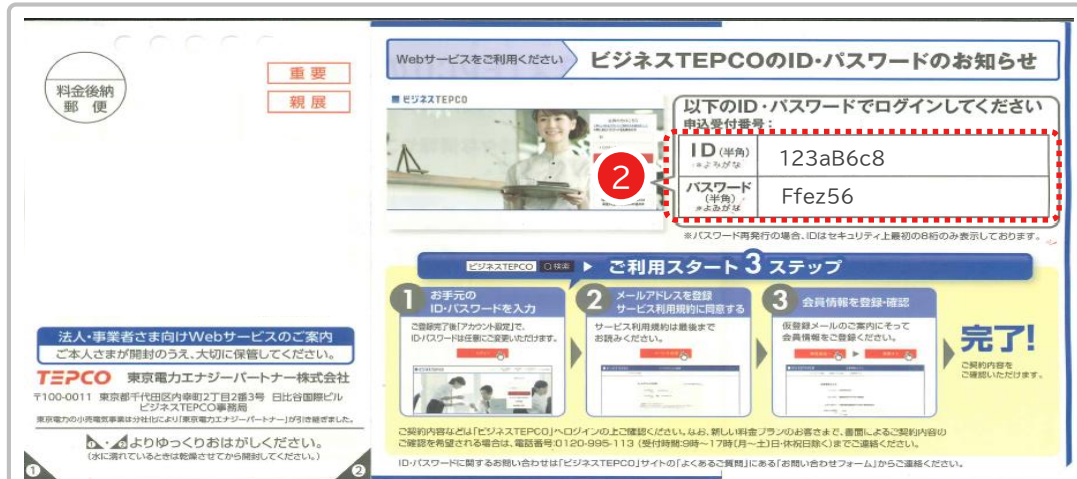 料金後納
郵　便
重要
親展
法人・事業者さま向けWebサービスのご案内
ご本人さまが開封のうえ、大切に保管してください。
TEPCO 東京電力エナジーパートナー株式会社
〒100-0011 東京都千代田区内幸町2丁目2番3号 日比谷国際ビル
ビジネスTEPCO事務局
東京電力の小売電気事業は分社化により「東京電力エナジーパートナー」が引き継ぎました。
❶・❷よりゆっくりおはがしください。
(水に濡れているときは乾燥させてから開封してください。)
❶
❷
Webサービスをご利用ください
ビジネスTEPCOのID・パスワードのお知らせ
■ビジネスTEPCO
2
以下のID・パスワードでログインしてください
申込受付番号：
ID(半角)
※よみがな
123aB6c8
パスワード
(半角)
※よみがな
Ffez56
※パスワード再発行の場合、IDはセキュリティ上最初の8桁のみ表示しております。
ビジネスTEPCO 検索 ▶ ご利用スタート3ステップ
1 お手元の
ID・パスワードを入力
ご登録完了後「アカウント設定」で、
ID・パスワードは任意にご変更いただけます。
2 メールアドレスを登録
サービス利用規約に同意する
サービス利用規約は最後まで
お読みください。
3 会員情報を登録・確認
仮登録メールのご案内にそって
会員情報をご登録ください。
完了!
ご契約内容を
ご確認いただけます。
ご契約内容などは「ビジネスTEPCO」へログインの上ご確認ください。なお、新しい料金プランのお客さまで、書面によるご契約内容の
ご確認を希望される場合は、電話番号:0120-995-113 (受付時間:9時～17時(月～土)日・休祝日除く)までご連絡ください。
ID・パスワードに関するお問い合わせは「ビジネスTEPCO」サイトの「よくあるご質問」にある「お問い合わせフォーム」からご連絡ください。